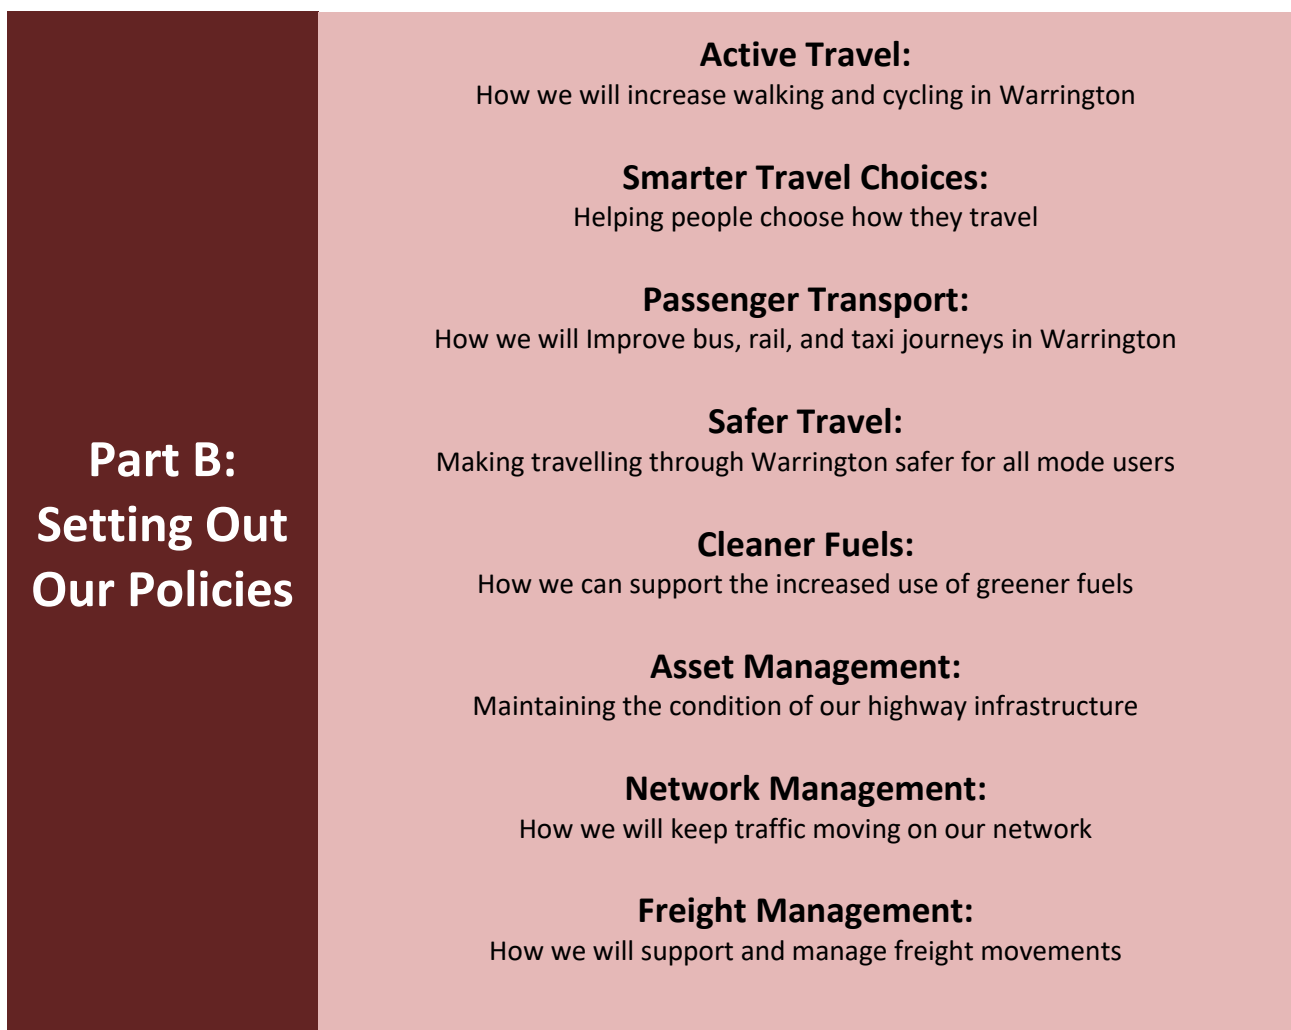 Part B:
Setting Out
Our Policies
Active Travel:
How we will increase walking and cycling in Warrington
Smarter Travel Choices:
Helping people choose how they travel
Passenger Transport:
How we will Improve bus, rail, and taxi journeys in Warrington
Safer Travel:
Making travelling through Warrington safer for all mode users
Cleaner Fuels:
How we can support the increased use of greener fuels
Asset Management:
Maintaining the condition of our highway infrastructure
Network Management:
How we will keep traffic moving on our network
Freight Management:
How we will support and manage freight movements